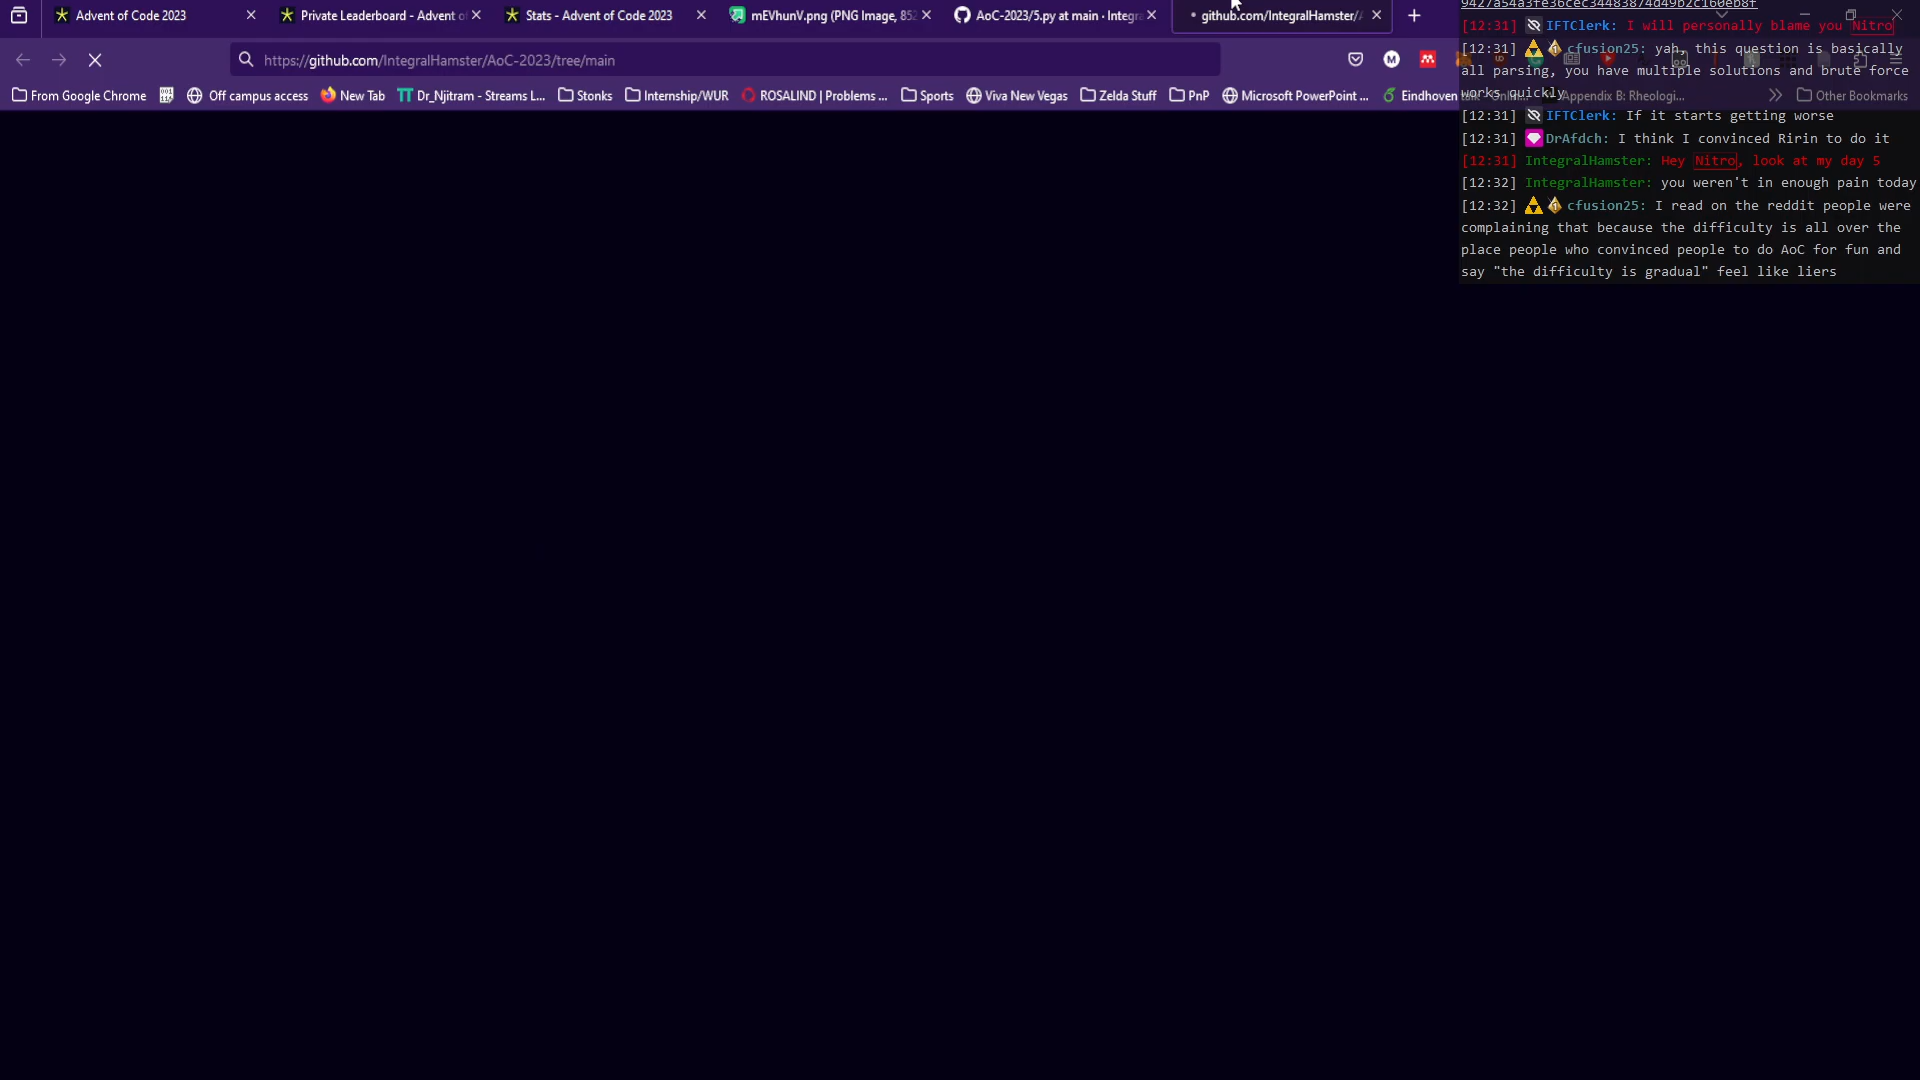 Advent of Code 2023
Private Leaderboard - Advent of
Stats - Advent of Code 2023
mEVhunV.png (PNG Image, 852
AoC-2023/5.py at main · Integra
github.com/IntegralHamster/A
https://github.com/IntegralHamster/AoC-2023/tree/main
From Google Chrome
Off campus access
New Tab
Dr_Njitram - Streams L...
Stonks
Internship/WUR
ROSALIND | Problems ...
Sports
Viva New Vegas
Zelda Stuff
PnP
Microsoft PowerPoint ...
Eindhoven
Appendix B: Rheologi...
Other Bookmarks
[12:31] IFTClerk: I will personally blame you Nitro
[12:31] cfusion25: yah, this question is basically
all parsing, you have multiple solutions and brute force
works quickly
[12:31] IFTClerk: If it starts getting worse
[12:31] DrAfdch: I think I convinced Ririn to do it
[12:31] IntegralHamster: Hey Nitro, look at my day 5
[12:32] IntegralHamster: you weren't in enough pain today
[12:32] cfusion25: I read on the reddit people were
complaining that because the difficulty is all over the
place people who convinced people to do AoC for fun and
say "the difficulty is gradual" feel like liers